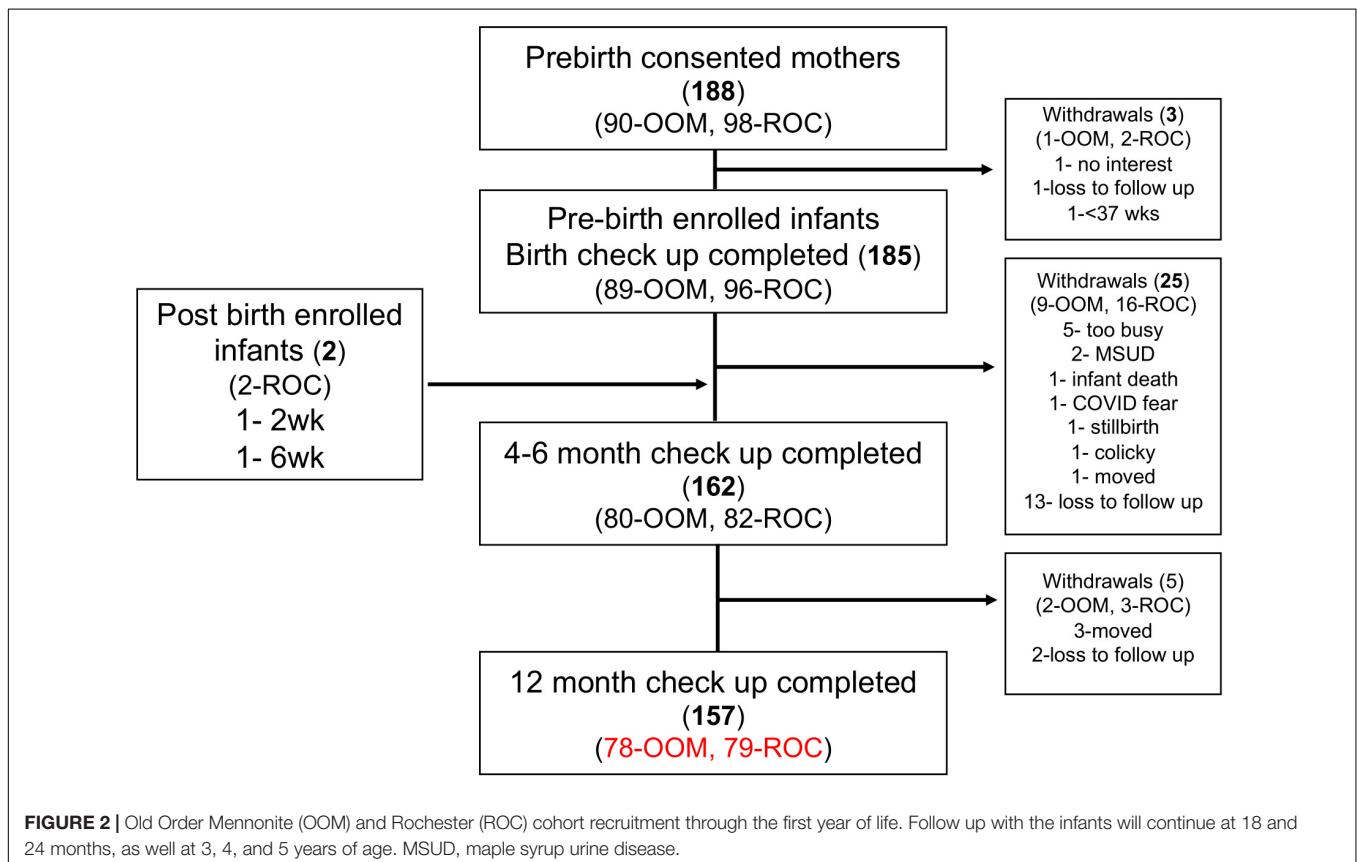 Prebirth consented mothers
(188)
(90-OOM, 98-ROC)
Withdrawals (3)
(1-OOM, 2-ROC)
1- no interest
1-loss to follow up
1-<37 wks
Pre-birth enrolled infants
Birth check up completed (185)
(89-OOM, 96-ROC)
Post birth enrolled
infants (2)
(2-ROC)
1- 2wk
1- 6wk
Withdrawals (25)
(9-OOM, 16-ROC)
5- too busy
2- MSUD
1- infant death
1- COVID fear
1- stillbirth
1- colicky
1- moved
13- loss to follow up
4-6 month check up completed
(162)
(80-OOM, 82-ROC)
Withdrawals (5)
(2-OOM, 3-ROC)
3-moved
2-loss to follow up
12 month check up completed
(157)
(78-OOM, 79-ROC)
FIGURE 2 | Old Order Mennonite (OOM) and Rochester (ROC) cohort recruitment through the first year of life. Follow up with the infants will continue at 18 and
24 months, as well at 3, 4, and 5 years of age. MSUD, maple syrup urine disease.